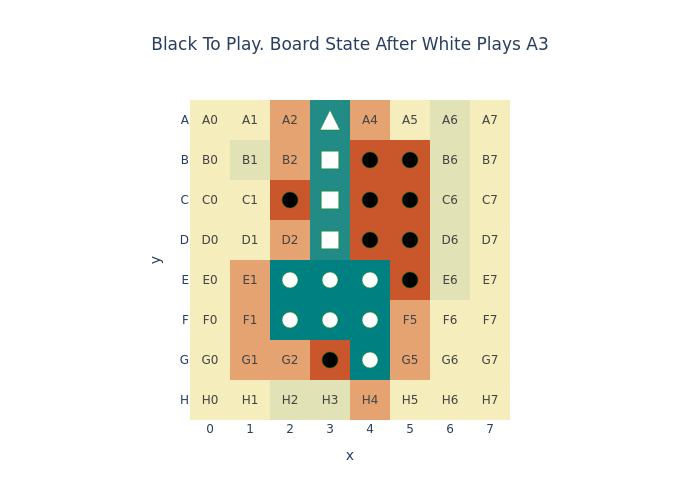 Black To Play. Board State After White Plays A3
A A0 A1 A2 A4 A5 A6 A7
B B0 B1 B2 B6 B7
C C0 C1 C6 C7
D D0 D1 D2 D6 D7
E E0 E1 E6 E7
F F0 F1 F5 F6 F7
G G0 G1 G2 G5 G6 G7
H H0 H1 H2 H3 H4 H5 H6 H7
0 1 2 3 4 5 6 7
x
y